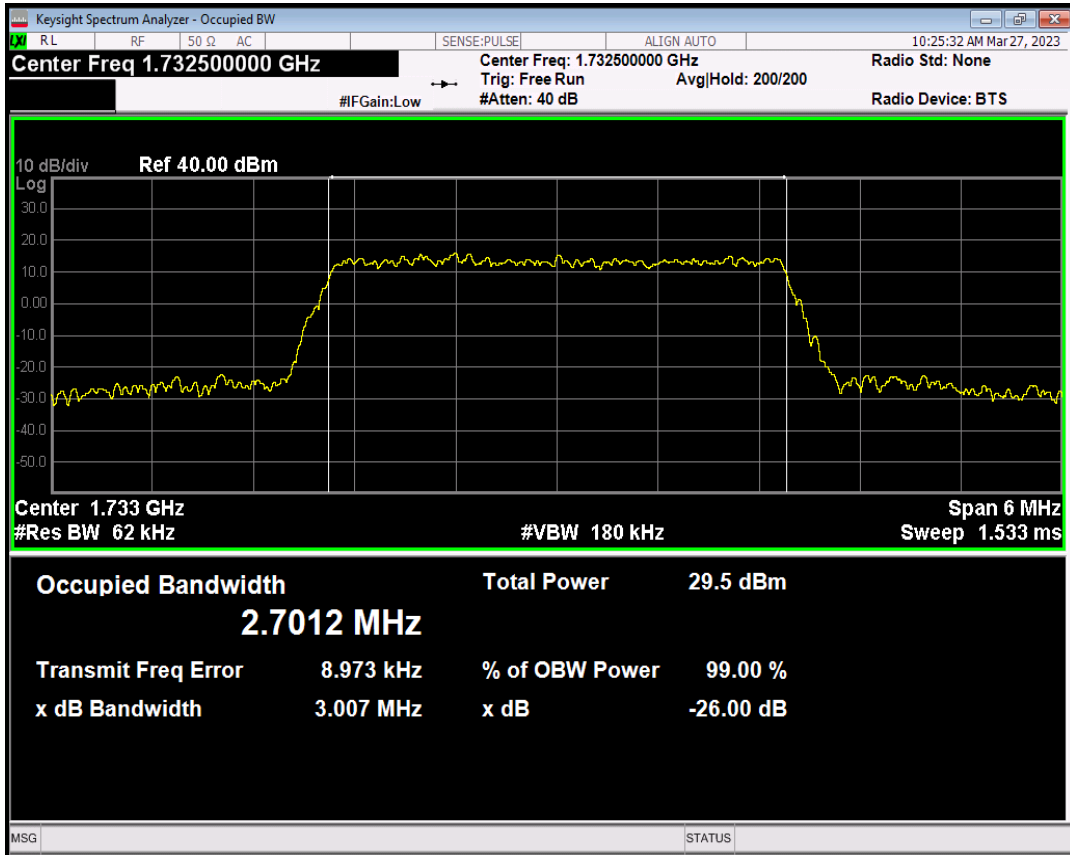 Keysight Spectrum Analyzer - Occupied BW
LXI RL RF 50 Ω AC SENSE:PULSE ALIGN AUTO 10:25:32 AM Mar 27, 2023
Center Freq 1.732500000 GHz Center Freq: 1.732500000 GHz Radio Std: None
Trig: Free Run Avg|Hold: 200/200
#IFGain:Low #Atten: 40 dB Radio Device: BTS
10 dB/div Ref 40.00 dBm
Log
30.0
20.0
10.0
0.00
-10.0
-20.0
-30.0
-40.0
-50.0
Center 1.733 GHz Span 6 MHz
#Res BW 62 kHz #VBW 180 kHz Sweep 1.533 ms
Occupied Bandwidth Total Power 29.5 dBm
2.7012 MHz
Transmit Freq Error 8.973 kHz % of OBW Power 99.00 %
x dB Bandwidth 3.007 MHz x dB -26.00 dB
MSG STATUS